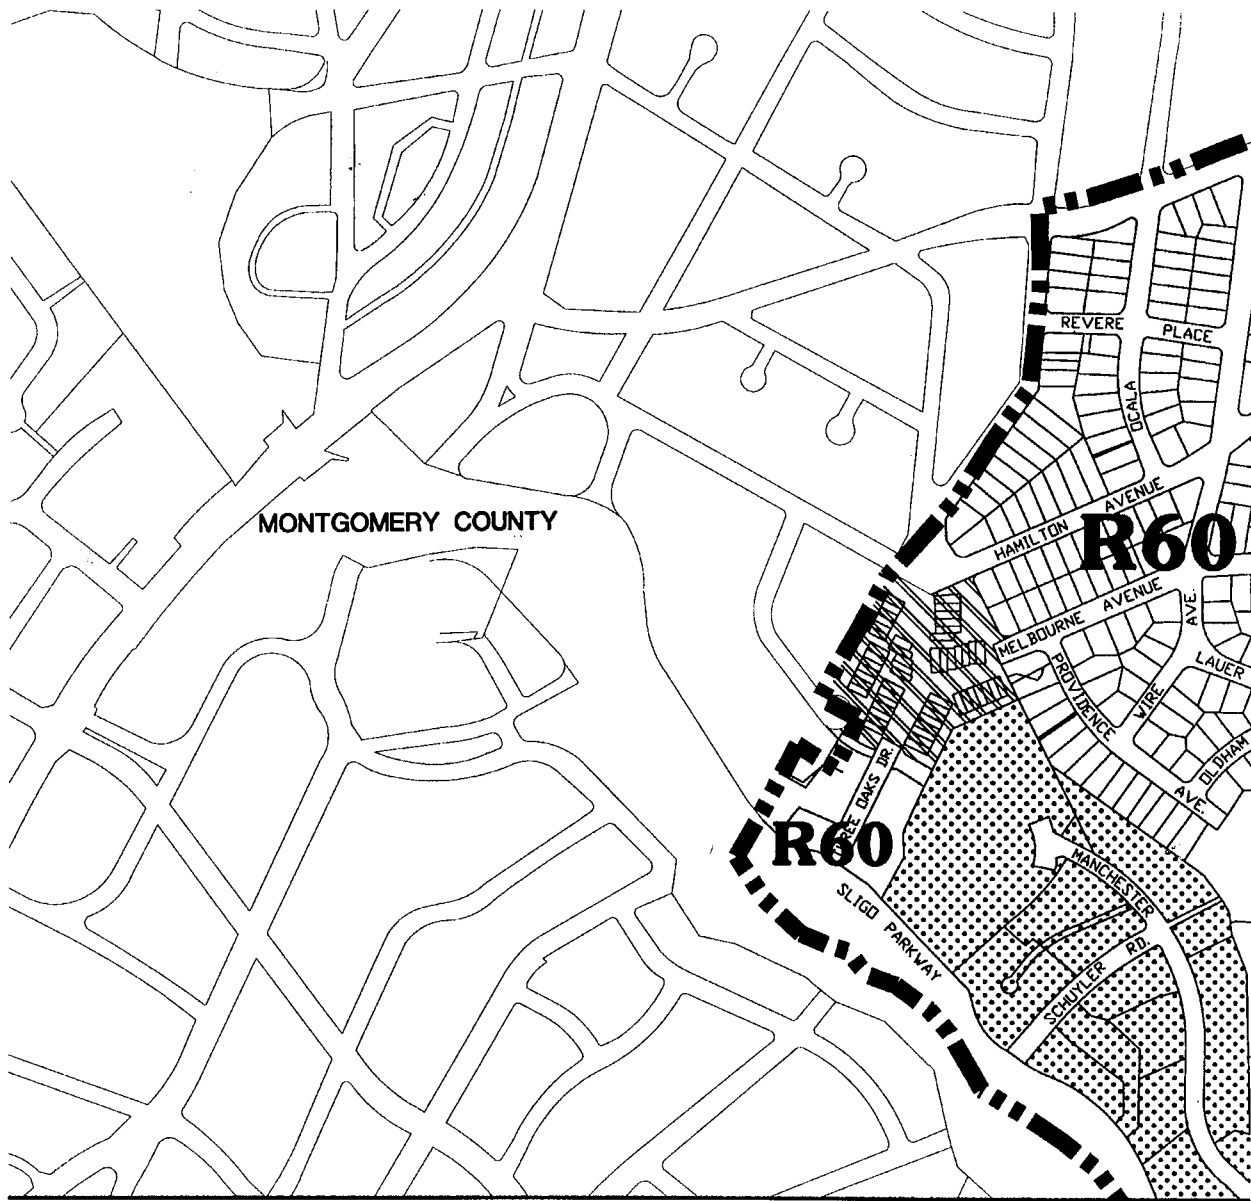 REVERE PLACE
OCALA
HAMILTON AVENUE
MONTGOMERY COUNTY
R60
MELBOURNE AVENUE
AVE.
LAUER
PROVIDENCE AVE.
WIRE
OLDHAM
OAKS DR.
R60
MANCHESTER
SLIGO PARKWAY
SCHUYLER RD.